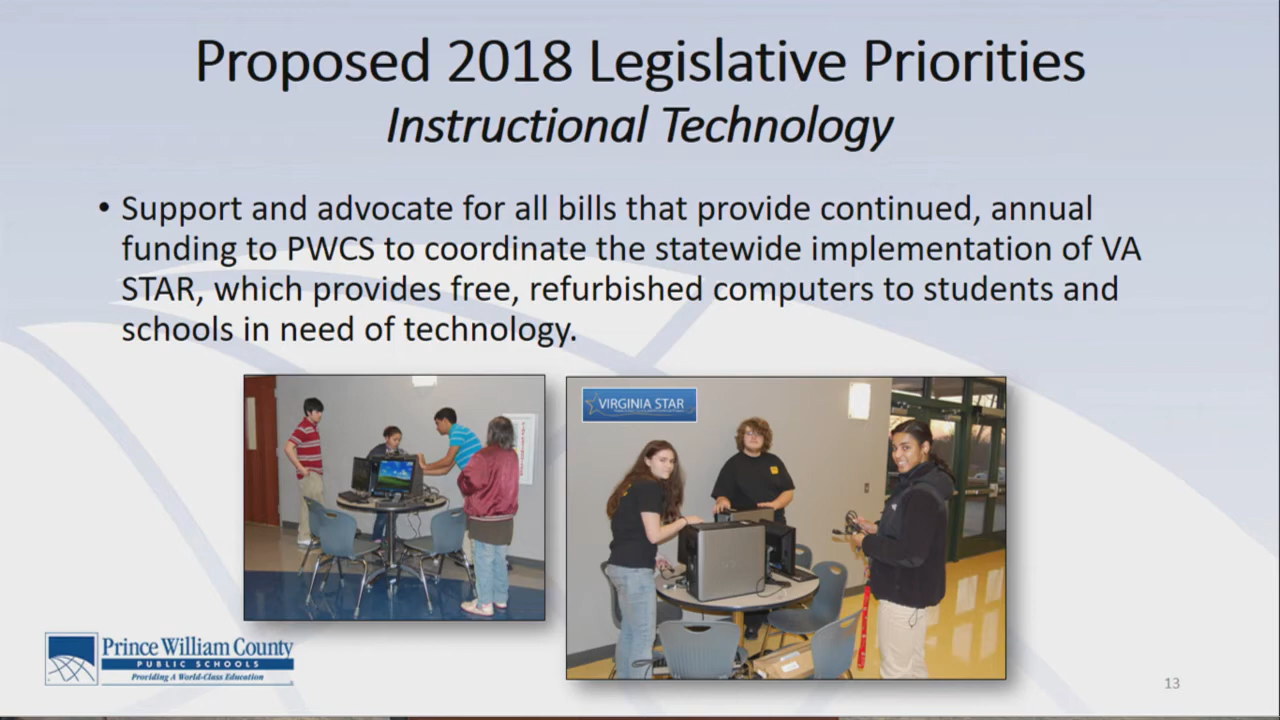 Proposed 2018 Legislative Priorities
Instructional Technology
• Support and advocate for all bills that provide continued, annual
funding to PWCS to coordinate the statewide implementation of VA
STAR, which provides free, refurbished computers to students and
schools in need of technology.
VIRGINIA STAR
Prince William County
PUBLIC SCHOOLS
Providing A World-Class Education
13